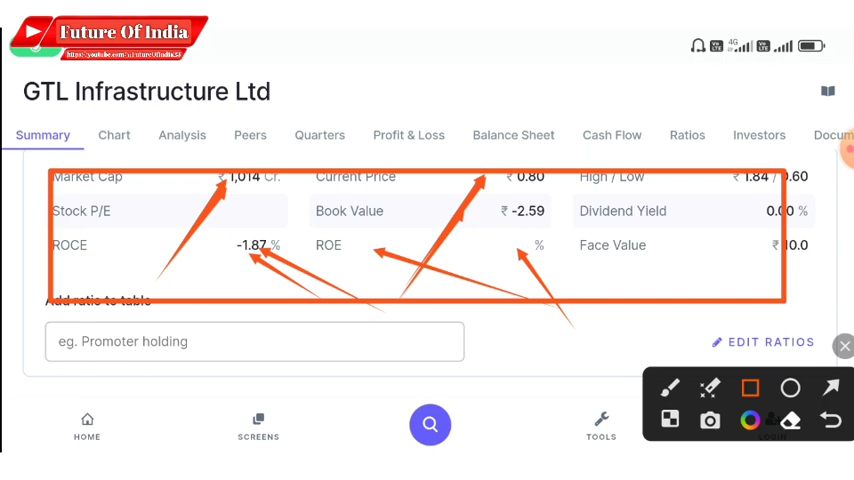 Future Of India
GTL Infrastructure Ltd
Summary Chart Analysis Peers Quarters Profit & Loss Balance Sheet Cash Flow Ratios Investors Docum
Market Cap ₹ 1,014 Cr. Current Price ₹ 0.80 High / Low ₹ 1.84 / 0.60
Stock P/E Book Value ₹ -2.59 Dividend Yield 0.00 %
ROCE -1.87 % ROE % Face Value ₹ 10.0
Add ratio to table
eg. Promoter holding EDIT RATIOS
HOME SCREENS TOOLS LOGIN